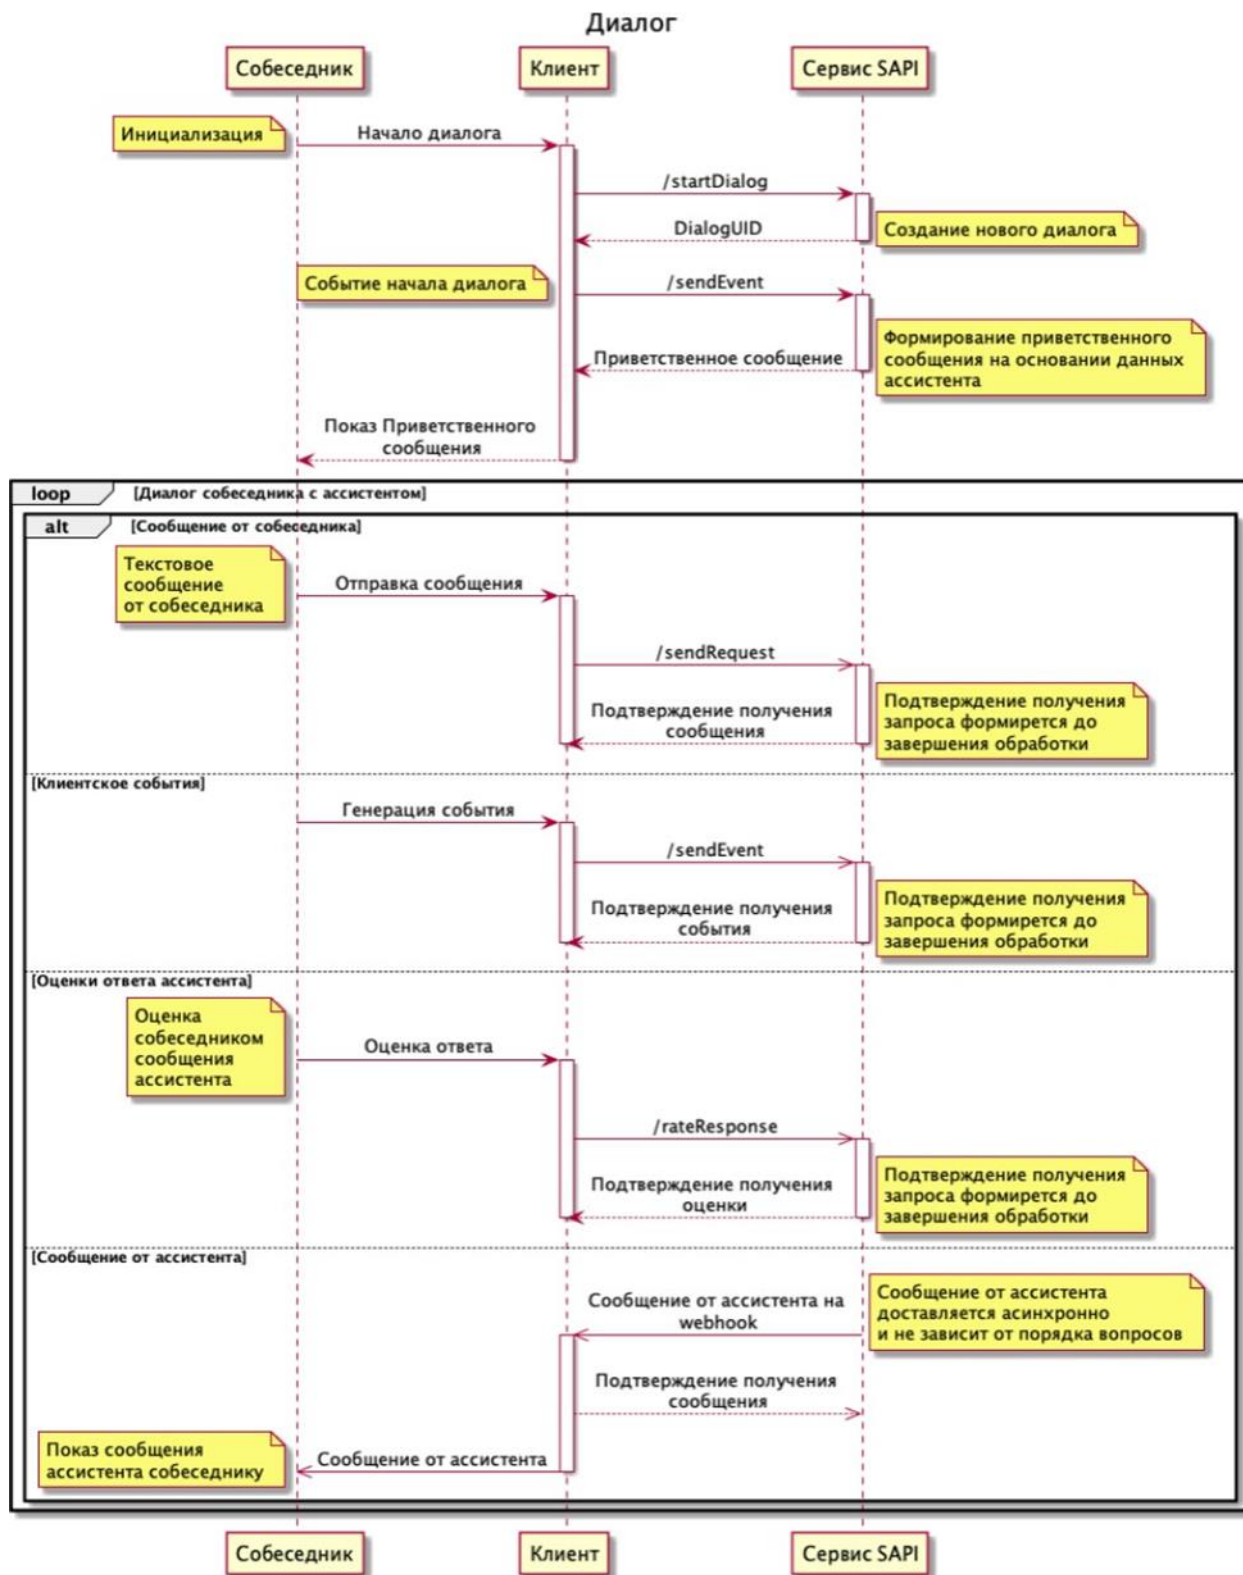 Диалог
Собеседник
Клиент
Сервис SAPI
Инициализация
Начало диалога
/startDialog
DialogUID
Создание нового диалога
Событие начала диалога
/sendEvent
Приветственное сообщение
Формирование приветственного
сообщения на основании данных
ассистента
Показ Приветственного
сообщения
loop
[Диалог собеседника с ассистентом]
alt
[Сообщение от собеседника]
Текстовое
сообщение
от собеседника
Отправка сообщения
/sendRequest
Подтверждение получения
сообщения
Подтверждение получения
запроса формирется до
завершения обработки
[Клиентское события]
Генерация события
/sendEvent
Подтверждение получения
события
Подтверждение получения
запроса формирется до
завершения обработки
[Оценки ответа ассистента]
Оценка
собеседником
сообщения
ассистента
Оценка ответа
/rateResponse
Подтверждение получения
оценки
Подтверждение получения
запроса формирется до
завершения обработки
[Сообщение от ассистента]
Сообщение от ассистента на
webhook
Сообщение от ассистента
доставляется асинхронно
и не зависит от порядка вопросов
Подтверждение получения
сообщения
Показ сообщения
ассистента собеседнику
Сообщение от ассистента
Собеседник
Клиент
Сервис SAPI